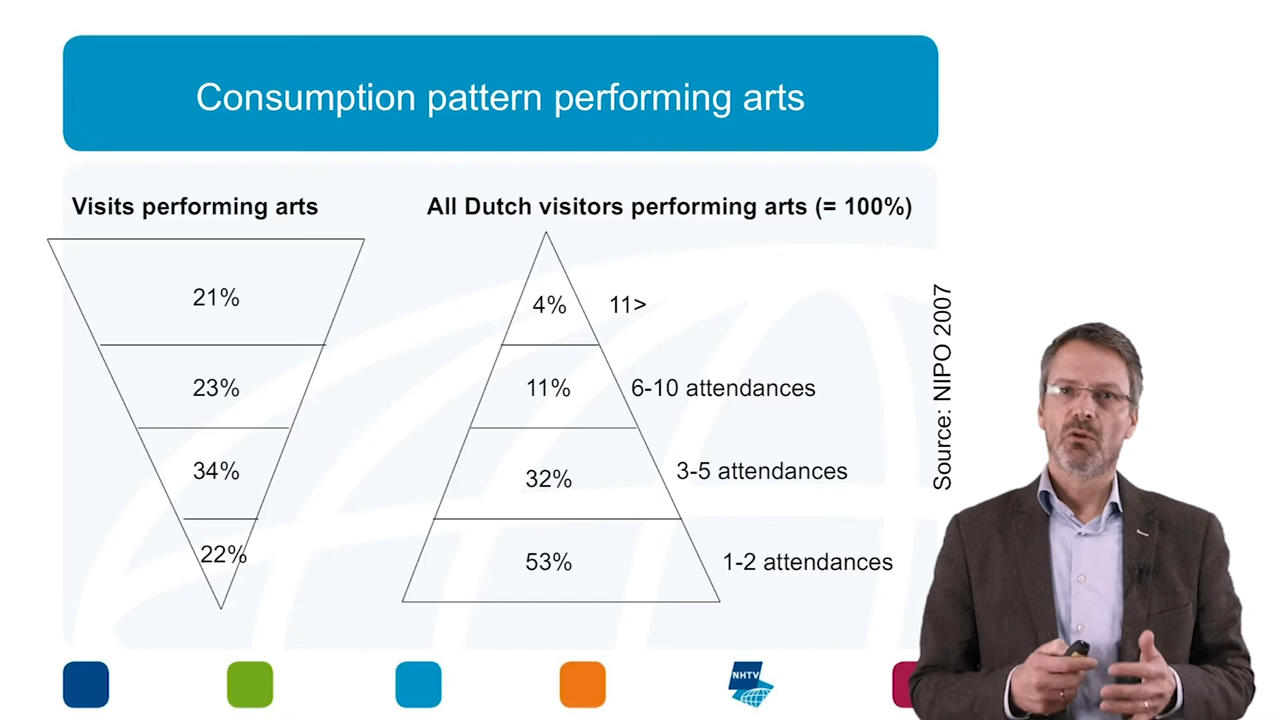 Consumption pattern performing arts
Visits performing arts
All Dutch visitors performing arts (= 100%)
21%
4%
11>
23%
11%
6-10 attendances
34%
32%
3-5 attendances
22%
53%
1-2 attendances
Source: NIPO 2007
NHTV